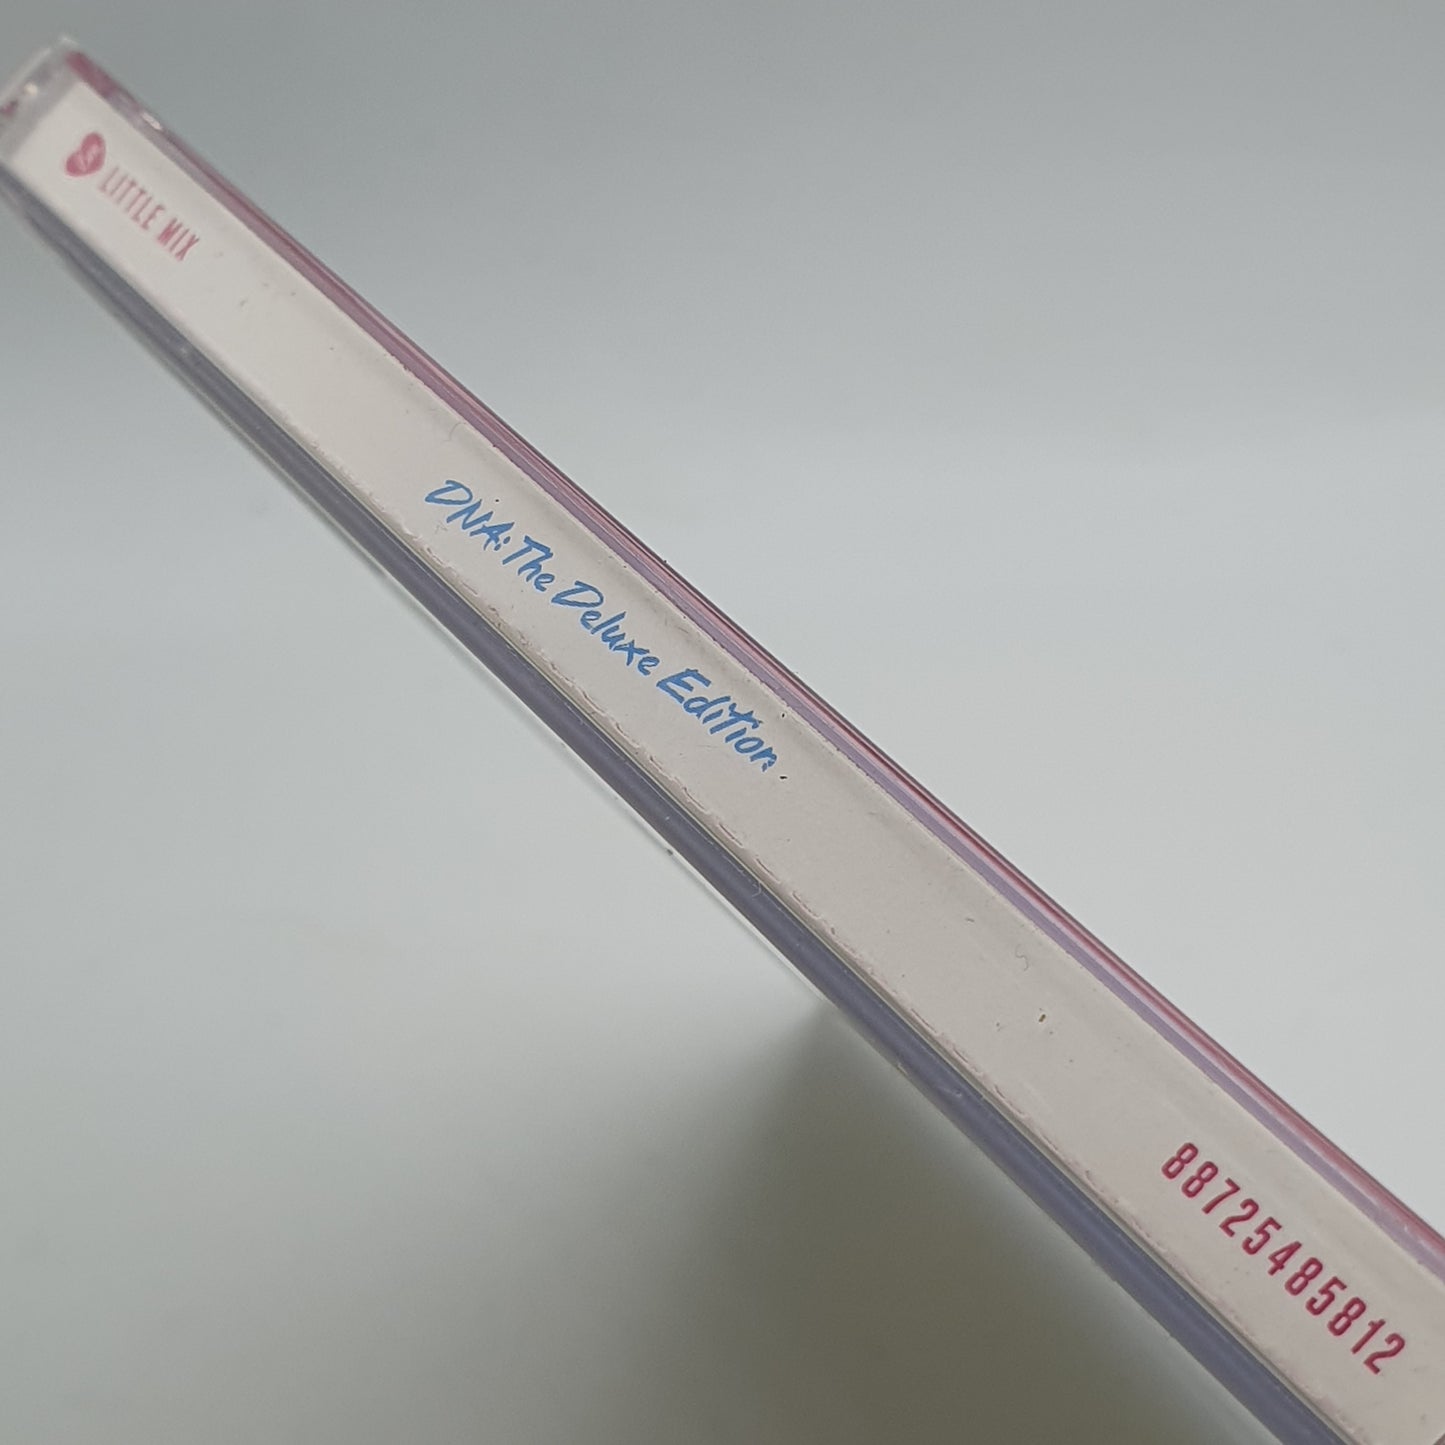 LITTLE MIX
DNA: The Deluxe Edition
88725485812